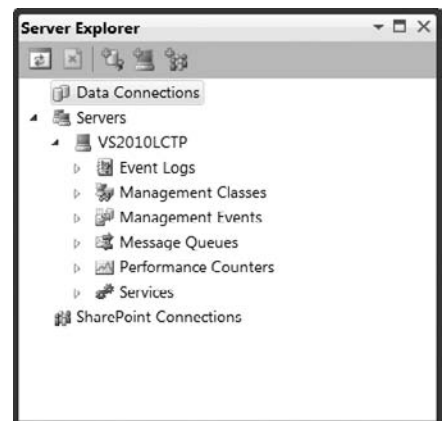 Server Explorer
Data Connections
Servers
VS2010LCTP
Event Logs
Management Classes
Management Events
Message Queues
Performance Counters
Services
SharePoint Connections